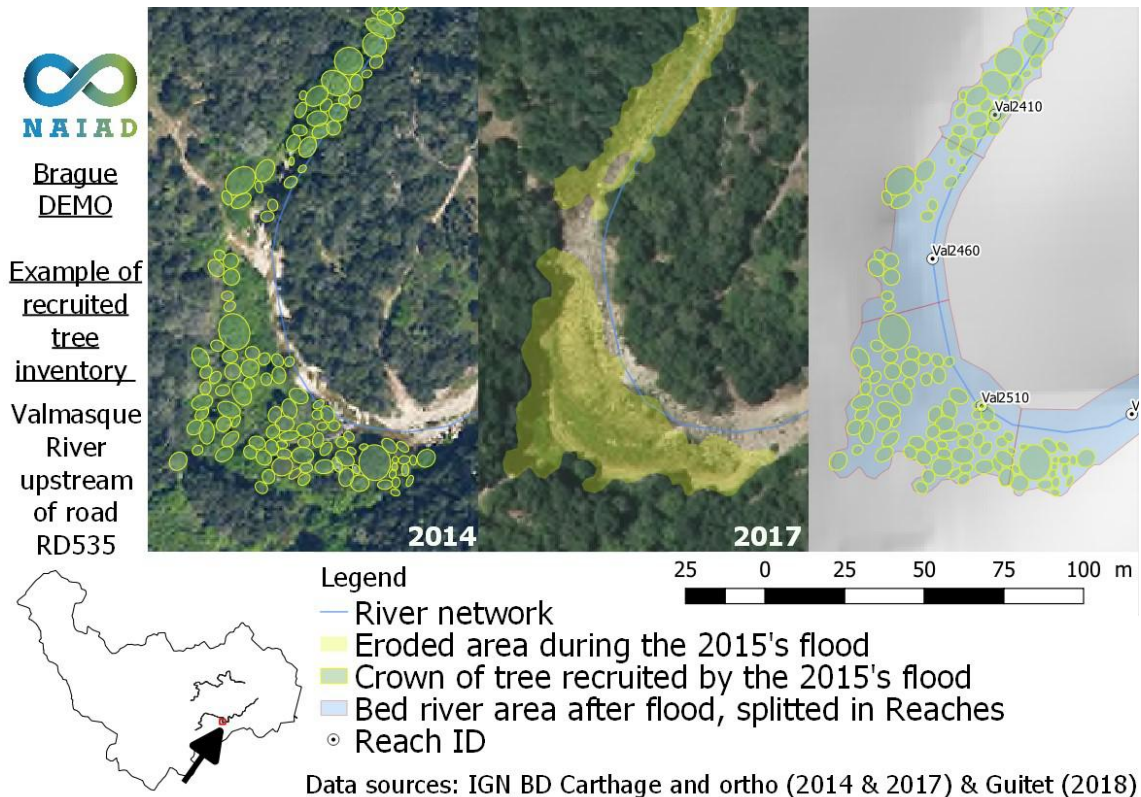 NAIAD
Brague
DEMO
Example of
recruited
tree
inventory
Valmasque
River
upstream
of road
RD535
2014
2017
Val2410
Val2460
Val2510
V
Legend
25 0 25 50 75 100 m
River network
Eroded area during the 2015's flood
Crown of tree recruited by the 2015's flood
Bed river area after flood, splitted in Reaches
Reach ID
Data sources: IGN BD Carthage and ortho (2014 & 2017) & Guitet (2018)